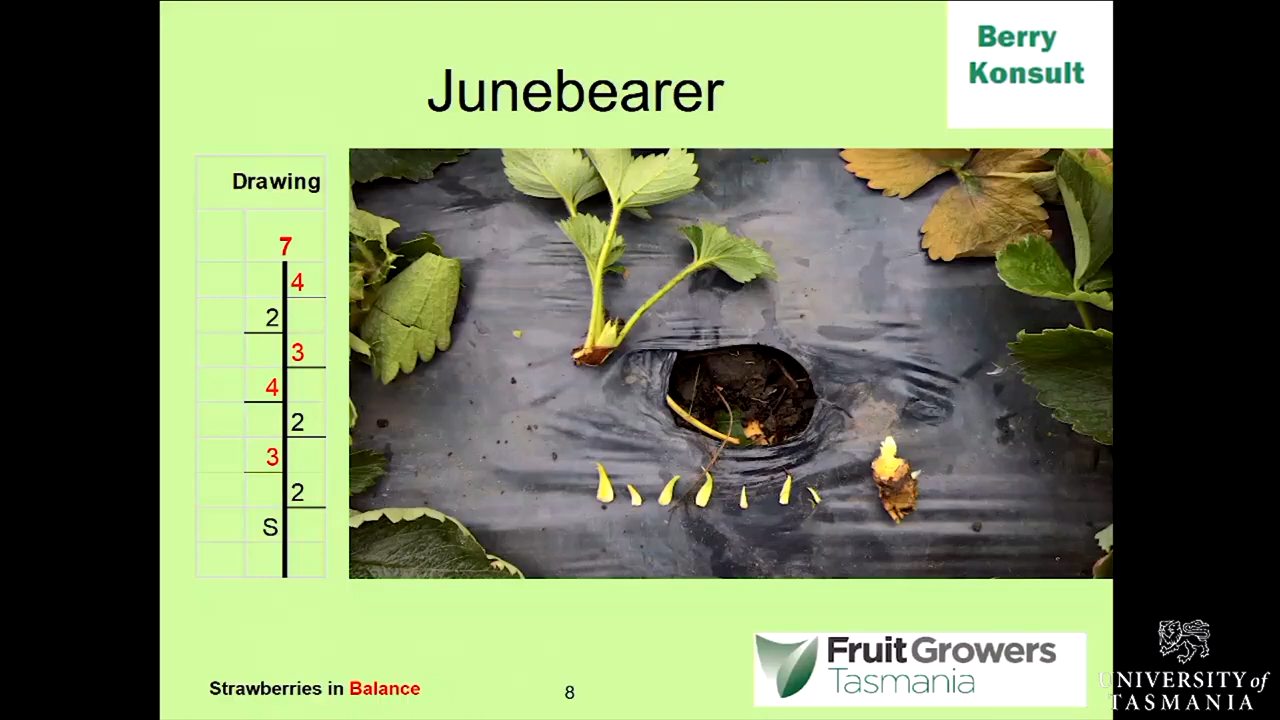 Berry
Konsult
Junebearer
Drawing
7
4
2
3
4
2
3
2
S
Fruit Growers
Tasmania
Strawberries in Balance
8
UNIVERSITY of
TASMANIA